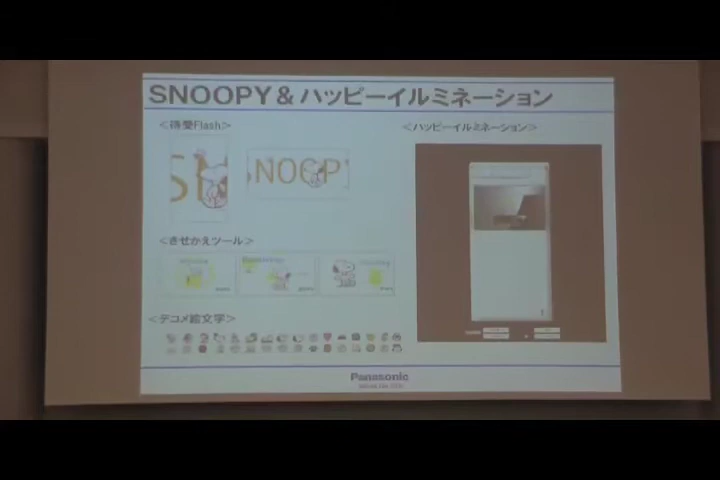 SNOOPY＆ハッピーイルミネーション
＜待受Flash＞
＜ハッピーイルミネーション＞
NOOP
＜きせかえツール＞
＜デコメ絵文字＞
Panasonic